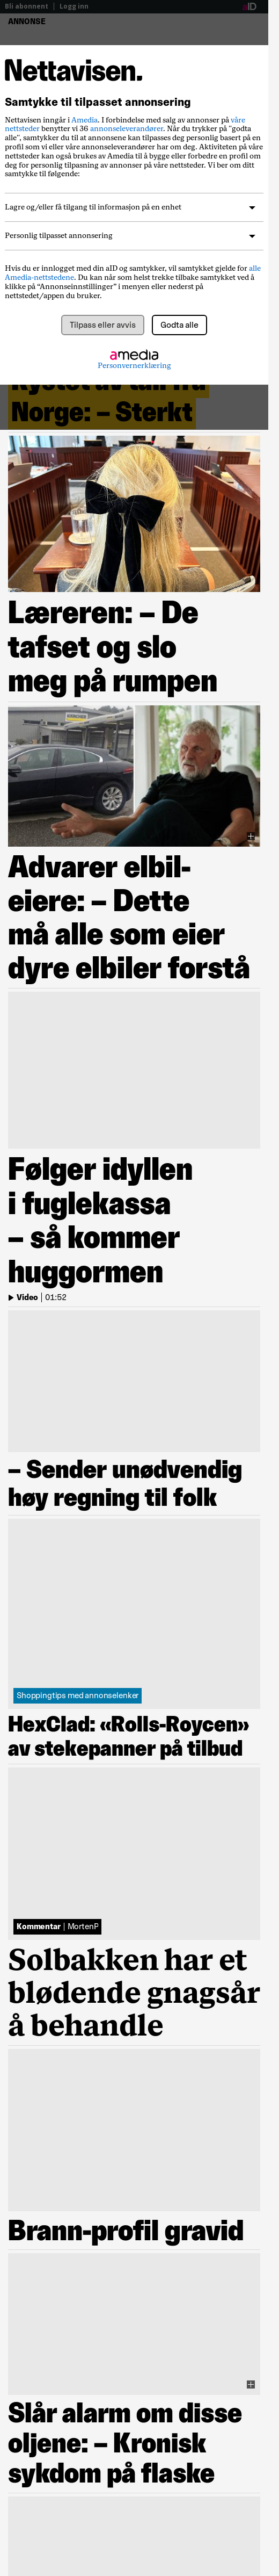 Bli abonnent | Logg inn
aID
ANNONSE
Nettavisen.
Samtykke til tilpasset annonsering
Nettavisen inngår i Amedia. I forbindelse med salg av annonser på våre
nettsteder benytter vi 36 annonseleverandører. Når du trykker på "godta
alle", samtykker du til at annonsene kan tilpasses deg personlig basert på en
profil som vi eller våre annonseleverandører har om deg. Aktiviteten på våre
nettsteder kan også brukes av Amedia til å bygge eller forbedre en profil om
deg for personlig tilpasning av annonser på våre nettsteder. Vi ber om ditt
samtykke til følgende:
Lagre og/eller få tilgang til informasjon på en enhet
Personlig tilpasset annonsering
Hvis du er innlogget med din aID og samtykker, vil samtykket gjelde for alle
Amedia-nettstedene. Du kan når som helst trekke tilbake samtykket ved å
klikke på “Annonseinnstillinger” i menyen eller nederst på
nettstedet/appen du bruker.
Tilpass eller avvis
Godta alle
amedia
Personvernerklæring
Rystet av tall fra
Norge: – Sterkt
Læreren: – De
tafset og slo
meg på rumpen
Advarer elbil-
eiere: – Dette
må alle som eier
dyre elbiler forstå
Følger idyllen
i fuglekassa
– så kommer
huggormen
Video | 01:52
– Sender unødvendig
høy regning til folk
Shoppingtips med annonselenker
HexClad: «Rolls-Roycen»
av stekepanner på tilbud
Kommentar | MortenP
Solbakken har et
blødende gnagsår
å behandle
Brann-profil gravid
Slår alarm om disse
oljene: – Kronisk
sykdom på flaske